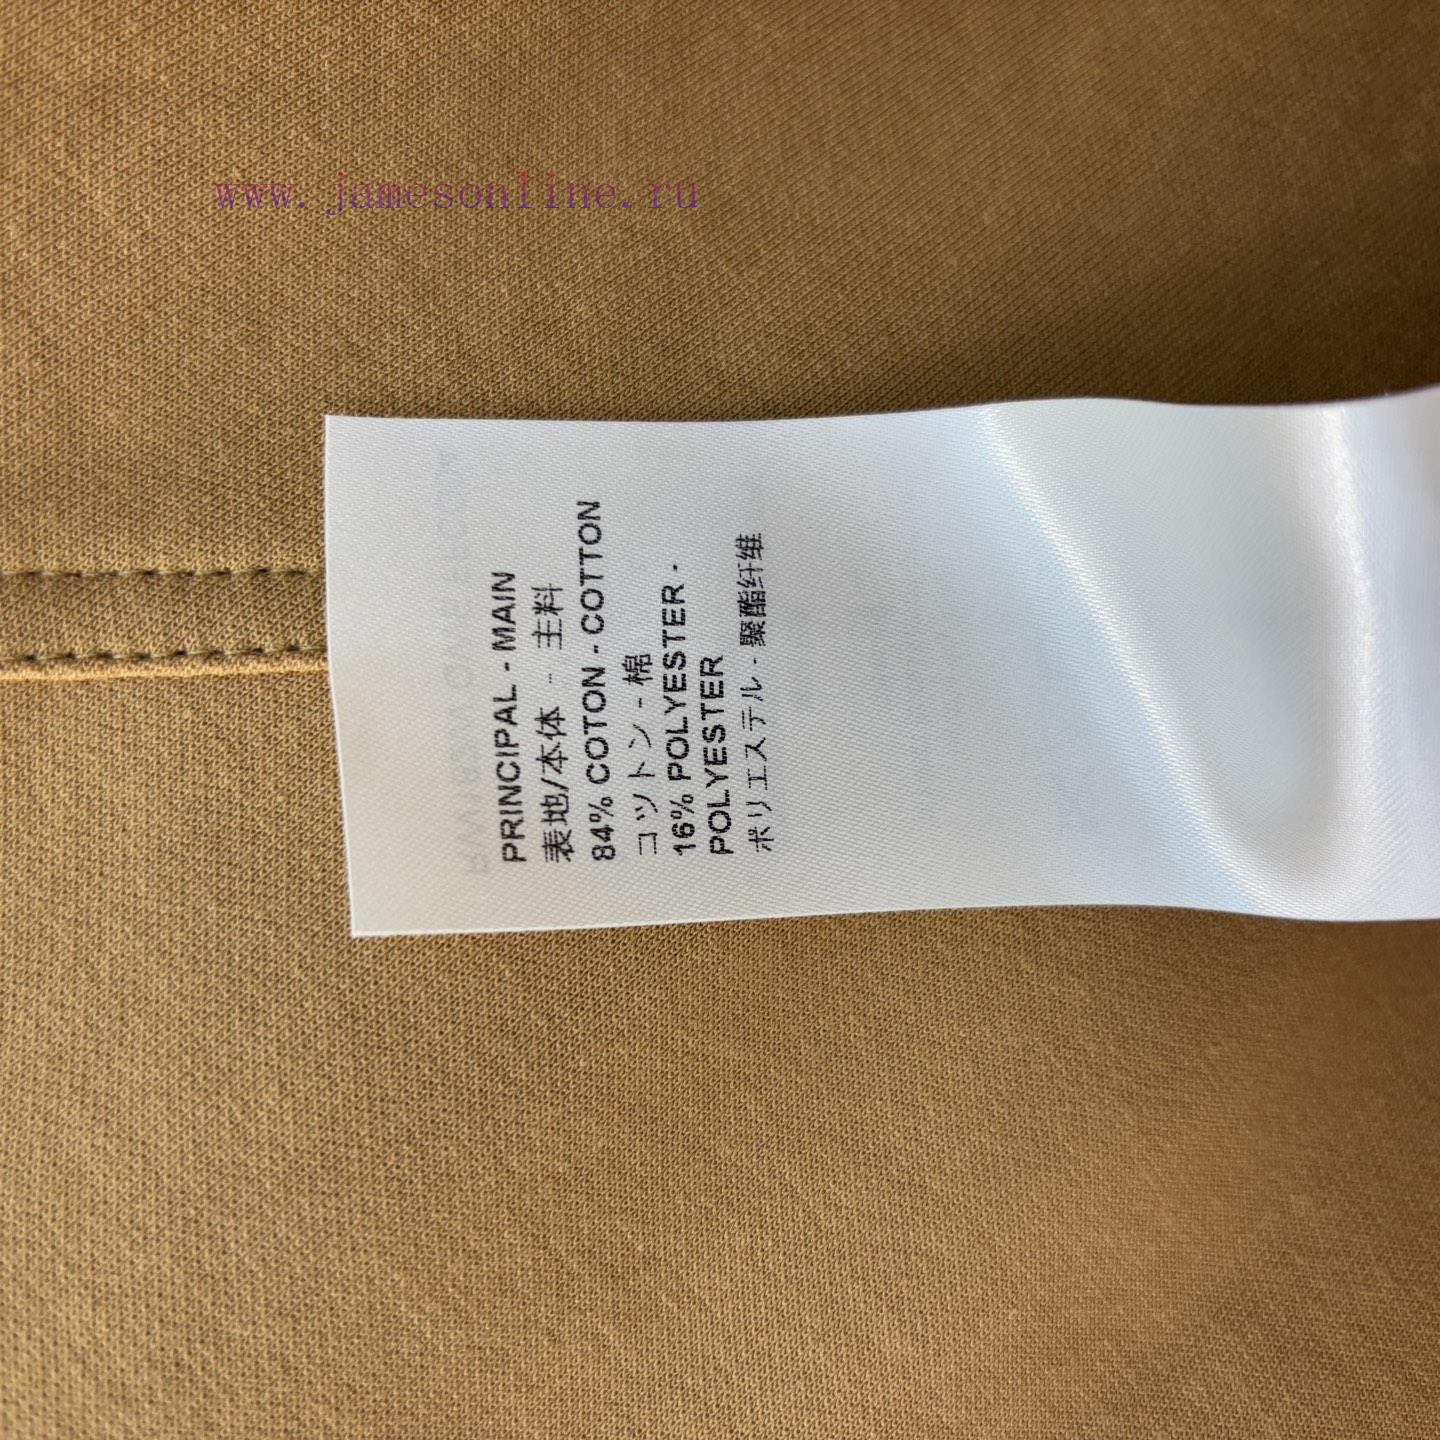 www.jamesonline.ru
PRINCIPAL - MAIN
表地/本体 - 主料
84% COTON - COTTON
コットン - 棉
16% POLYESTER -
POLYESTER
ポリエステル - 聚酯纤维